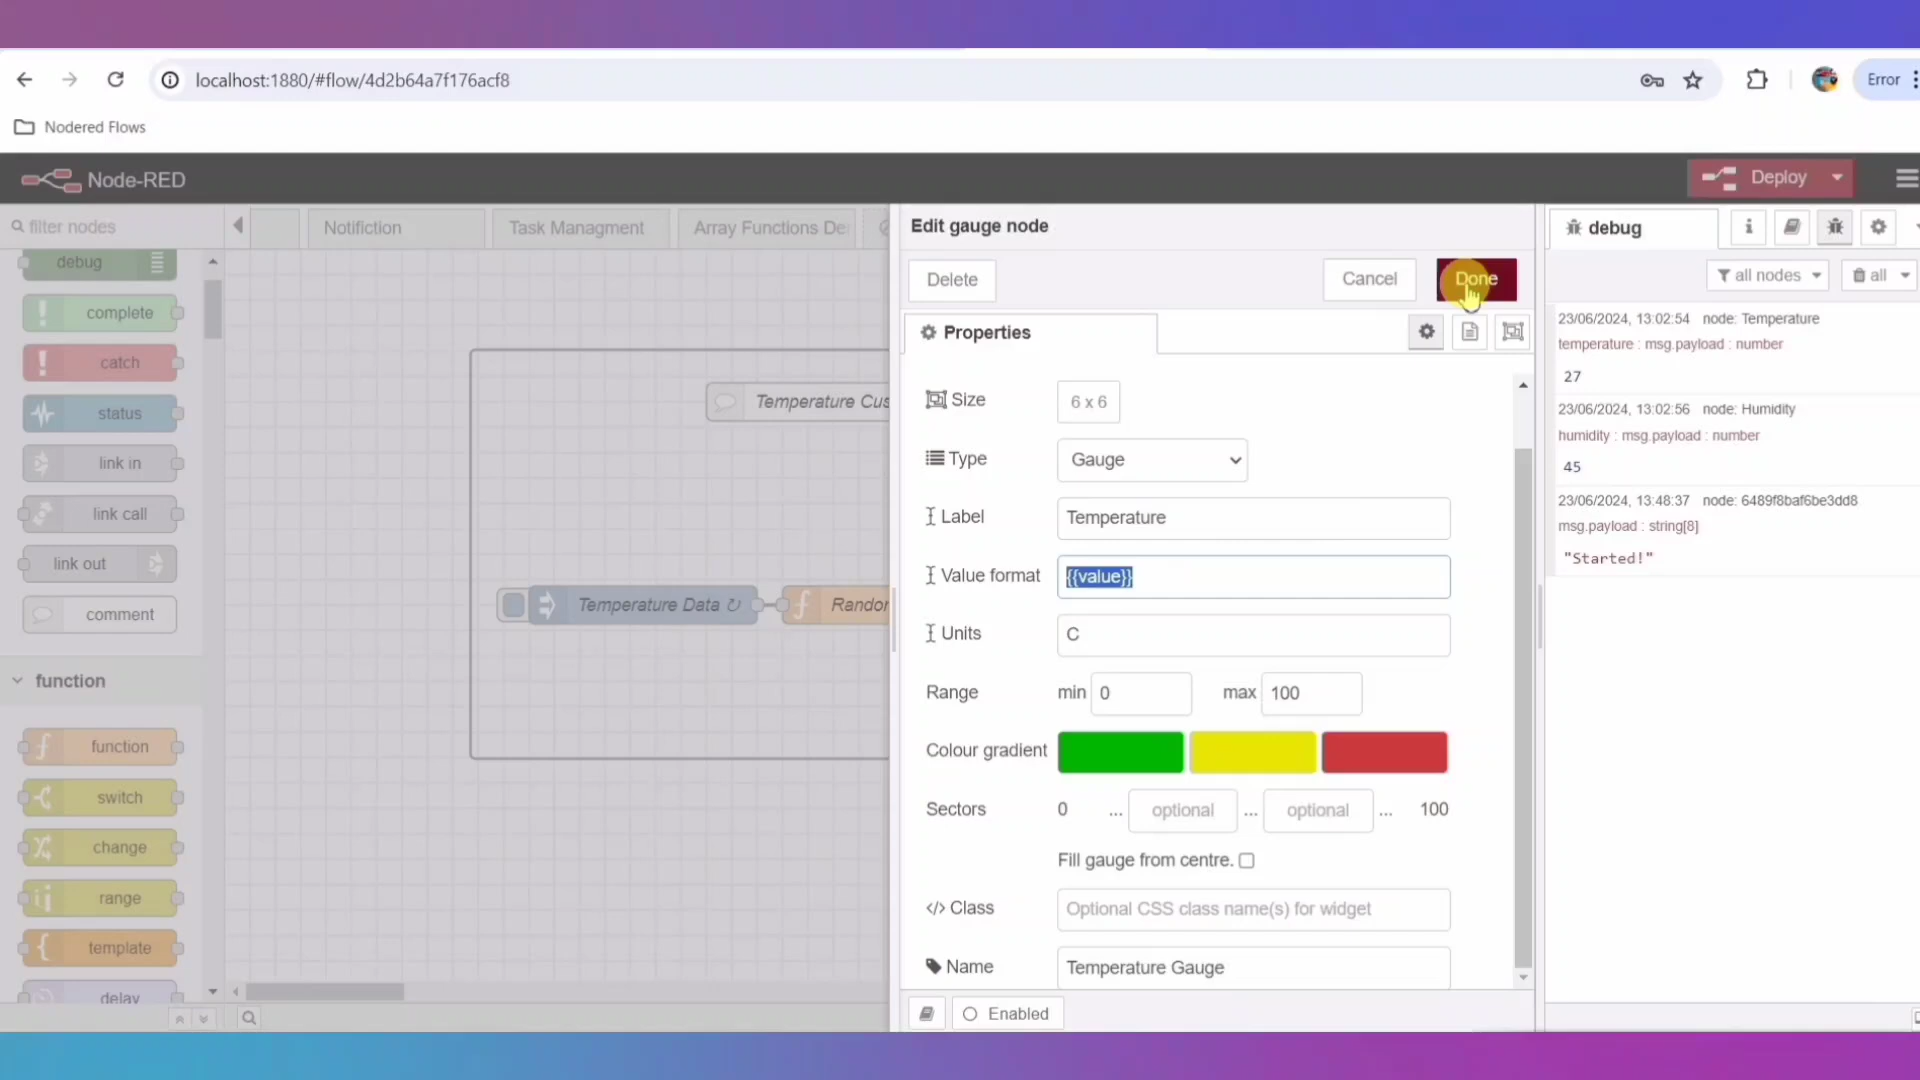 localhost:1880/#flow/4d2b64a7f176acf8
Error
Nodered Flows
Node-RED
Deploy
filter nodes
Notifiction
Task Managment
Array Functions De
Edit gauge node
debug
Delete
Cancel
Done
all nodes
all
Properties
debug
complete
catch
status
link in
link call
link out
comment
function
function
switch
change
range
template
delay
Temperature Cus
Temperature Data
Random
Size
6 x 6
Type
Gauge
Label
Temperature
Value format
{{value}}
Units
C
Range
min 0
max 100
Colour gradient
Sectors
0 ... optional ... optional ... 100
Fill gauge from centre.
</> Class
Optional CSS class name(s) for widget
Name
Temperature Gauge
Enabled
23/06/2024, 13:02:54 node: Temperature
temperature : msg.payload : number
27
23/06/2024, 13:02:56 node: Humidity
humidity : msg.payload : number
45
23/06/2024, 13:48:37 node: 6489f8baf6be3dd8
msg.payload : string[8]
"Started!"